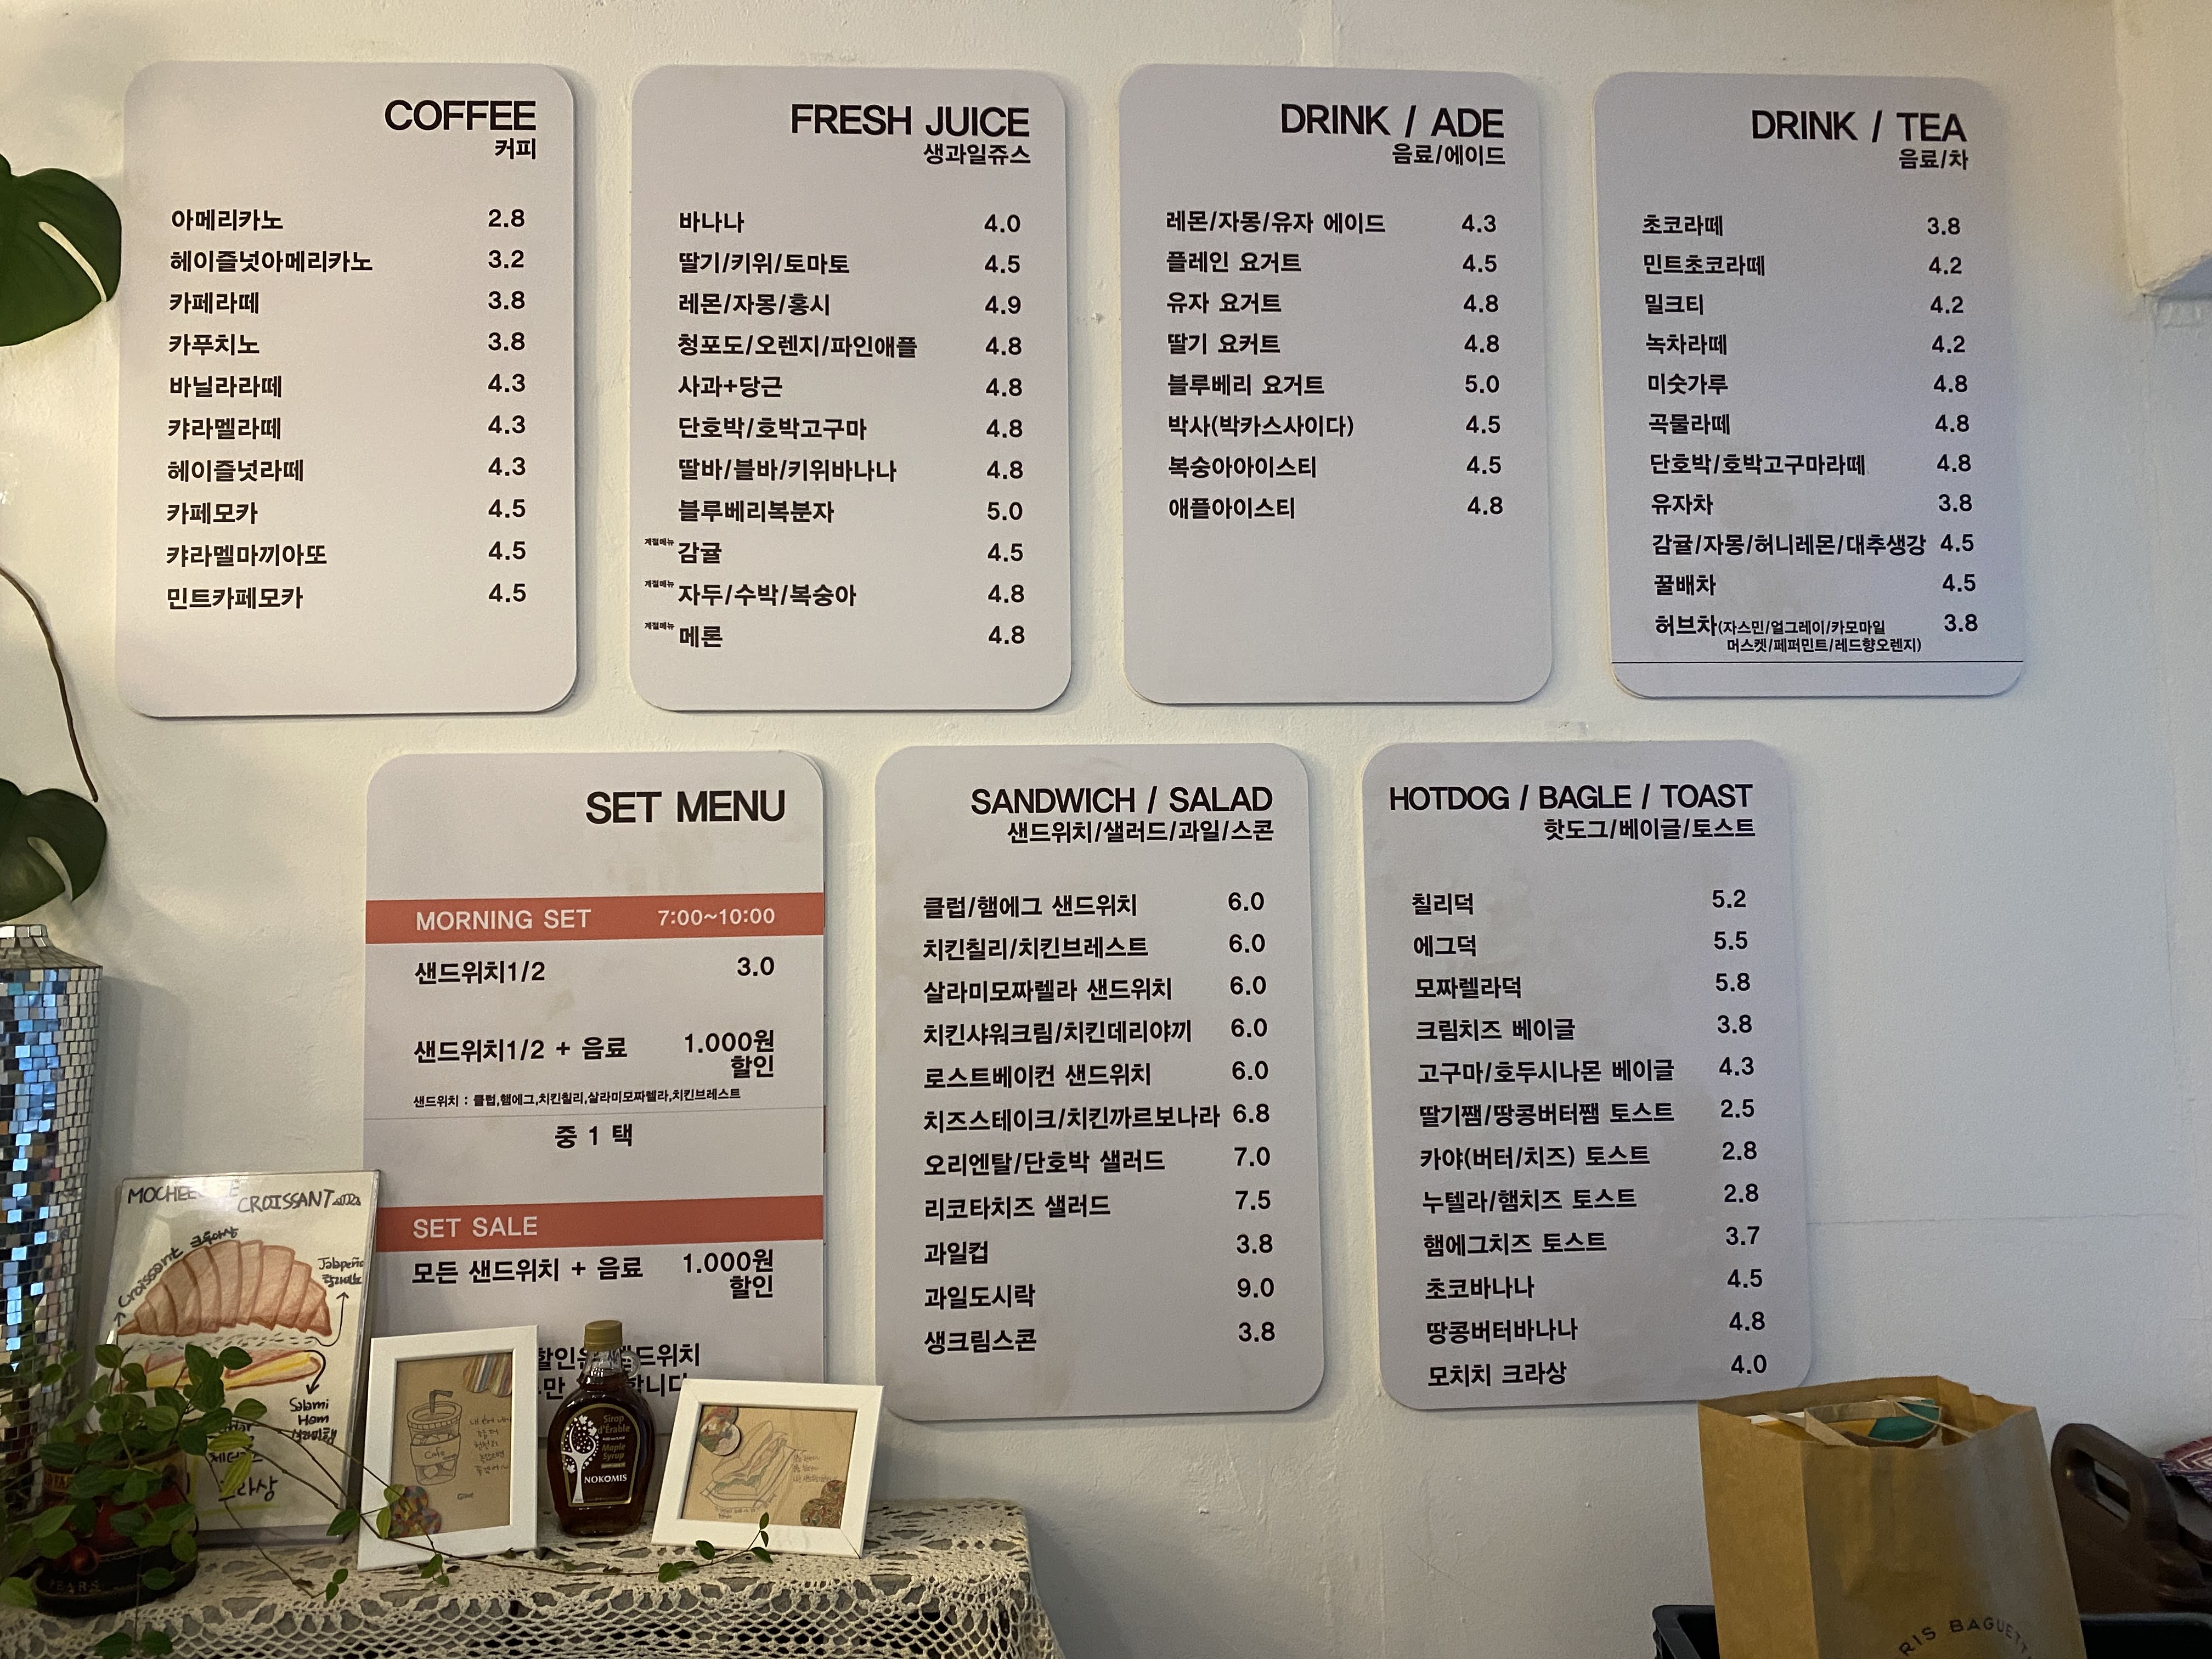 COFFEE
커피
아메리카노 2.8
헤이즐넛아메리카노 3.2
카페라떼 3.8
카푸치노 3.8
바닐라라떼 4.3
캬라멜라떼 4.3
헤이즐넛라떼 4.3
카페모카 4.5
캬라멜마끼아또 4.5
민트카페모카 4.5
FRESH JUICE
생과일쥬스
바나나 4.0
딸기/키위/토마토 4.5
레몬/자몽/홍시 4.9
청포도/오렌지/파인애플 4.8
사과+당근 4.8
단호박/호박고구마 4.8
딸바/블바/키위바나나 4.8
블루베리복분자 5.0
계절메뉴 감귤 4.5
계절메뉴 자두/수박/복숭아 4.8
계절메뉴 메론 4.8
DRINK / ADE
음료/에이드
레몬/자몽/유자 에이드 4.3
플레인 요거트 4.5
유자 요거트 4.8
딸기 요커트 4.8
블루베리 요거트 5.0
박사(박카스사이다) 4.5
복숭아아이스티 4.5
애플아이스티 4.8
DRINK / TEA
음료/차
초코라떼 3.8
민트초코라떼 4.2
밀크티 4.2
녹차라떼 4.2
미숫가루 4.8
곡물라떼 4.8
단호박/호박고구마라떼 4.8
유자차 3.8
감귤/자몽/허니레몬/대추생강 4.5
꿀배차 4.5
허브차(자스민/얼그레이/카모마일 3.8
머스켓/페퍼민트/레드향오렌지)
SET MENU
MORNING SET 7:00~10:00
샌드위치1/2 3.0
샌드위치1/2 + 음료 1.000원
할인
샌드위치 : 클럽,햄에그,치킨칠리,살라미모짜렐라,치킨브레스트
중 1 택
SET SALE
모든 샌드위치 + 음료 1.000원
할인
SANDWICH / SALAD
샌드위치/샐러드/과일/스콘
클럽/햄에그 샌드위치 6.0
치킨칠리/치킨브레스트 6.0
살라미모짜렐라 샌드위치 6.0
치킨샤워크림/치킨데리야끼 6.0
로스트베이컨 샌드위치 6.0
치즈스테이크/치킨까르보나라 6.8
오리엔탈/단호박 샐러드 7.0
리코타치즈 샐러드 7.5
과일컵 3.8
과일도시락 9.0
생크림스콘 3.8
HOTDOG / BAGLE / TOAST
핫도그/베이글/토스트
칠리덕 5.2
에그덕 5.5
모짜렐라덕 5.8
크림치즈 베이글 3.8
고구마/호두시나몬 베이글 4.3
딸기쨈/땅콩버터쨈 토스트 2.5
카야(버터/치즈) 토스트 2.8
누텔라/햄치즈 토스트 2.8
햄에그치즈 토스트 3.7
초코바나나 4.5
땅콩버터바나나 4.8
모치치 크라상 4.0
CROISSANT
Croissant 크루아상
Jalapeño
Salami
Ham
Cafe
Sirop
d'Érable
Maple
Syrup
NOKOMIS
RIS BAGUETT